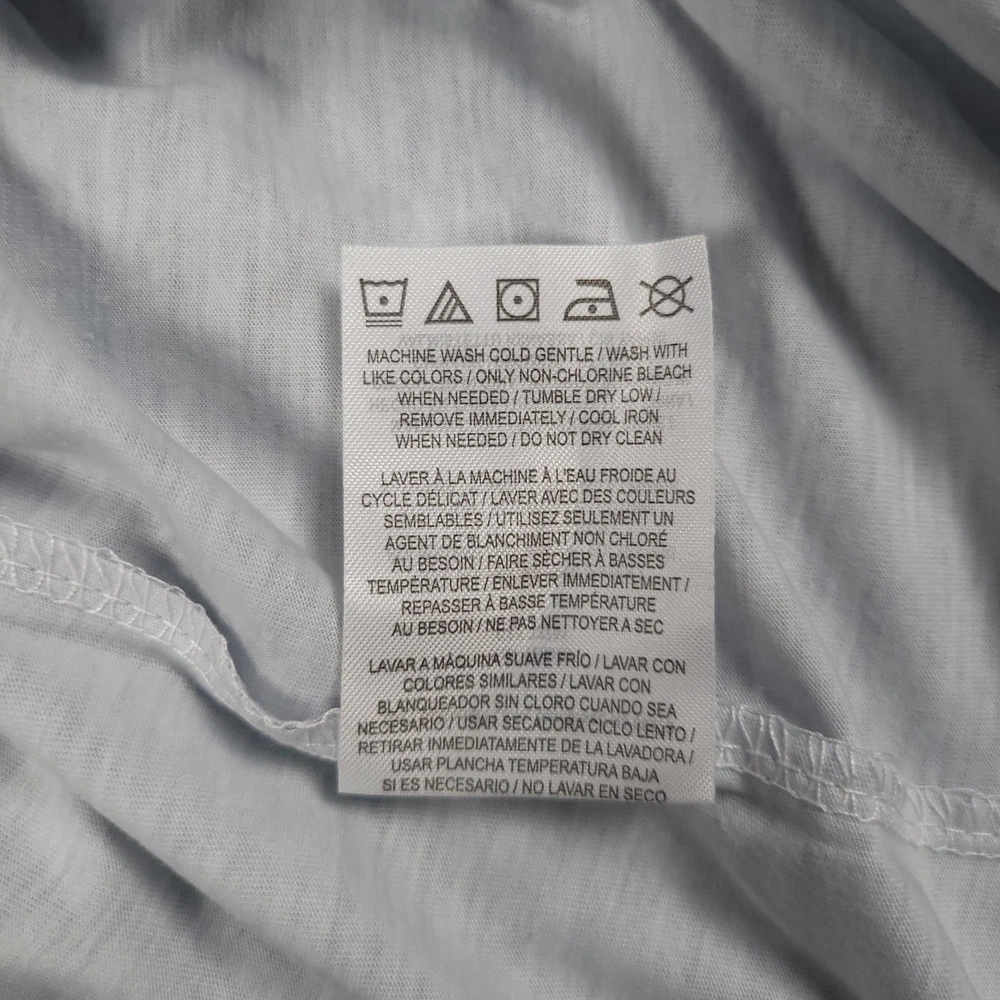 MACHINE WASH COLD GENTLE / WASH WITH
LIKE COLORS / ONLY NON-CHLORINE BLEACH
WHEN NEEDED / TUMBLE DRY LOW /
REMOVE IMMEDIATELY / COOL IRON
WHEN NEEDED / DO NOT DRY CLEAN
LAVER À LA MACHINE À L'EAU FROIDE AU
CYCLE DÉLICAT / LAVER AVEC DES COULEURS
SEMBLABLES / UTILISEZ SEULEMENT UN
AGENT DE BLANCHIMENT NON CHLORÉ
AU BESOIN / FAIRE SÉCHER À BASSES
TEMPÉRATURE / ENLEVER IMMEDIATEMENT /
REPASSER À BASSE TEMPÉRATURE
AU BESOIN / NE PAS NETTOYER A SEC
LAVAR A MÁQUINA SUAVE FRÍO / LAVAR CON
COLORES SIMILARES / LAVAR CON
BLANQUEADOR SIN CLORO CUANDO SEA
NECESARIO / USAR SECADORA CICLO LENTO /
RETIRAR INMEDIATAMENTE DE LA LAVADORA /
USAR PLANCHA TEMPERATURA BAJA
SI ES NECESARIO / NO LAVAR EN SECO